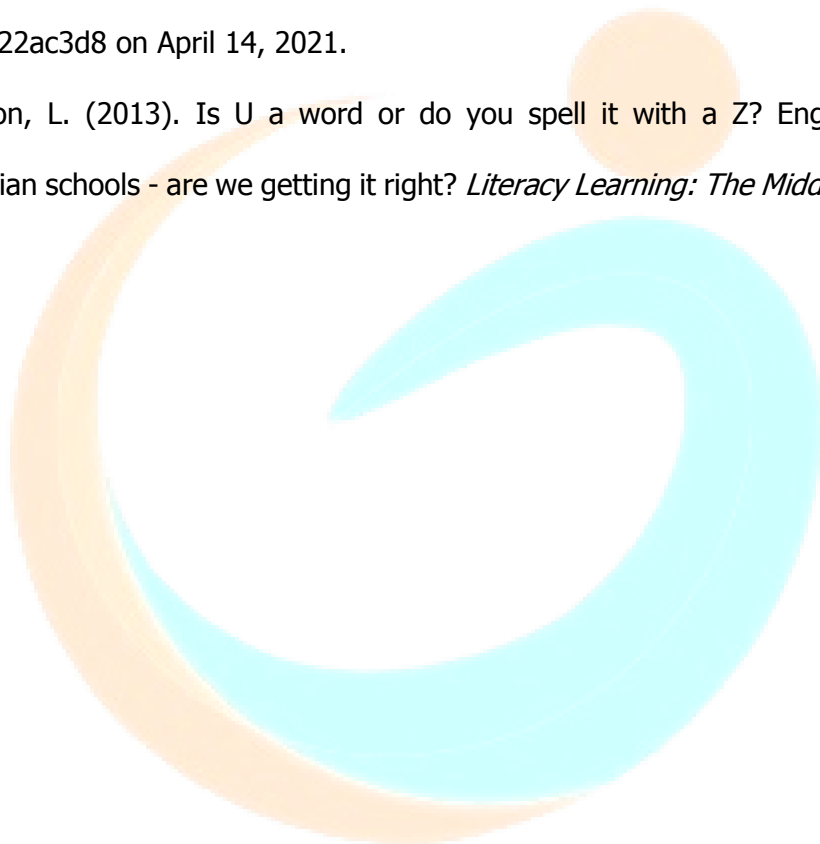 22ac3d8 on April 14, 2021.
on, L. (2013). Is U a word or do you spell it with a Z? Eng
ian schools - are we getting it right? Literacy Learning: The Midd